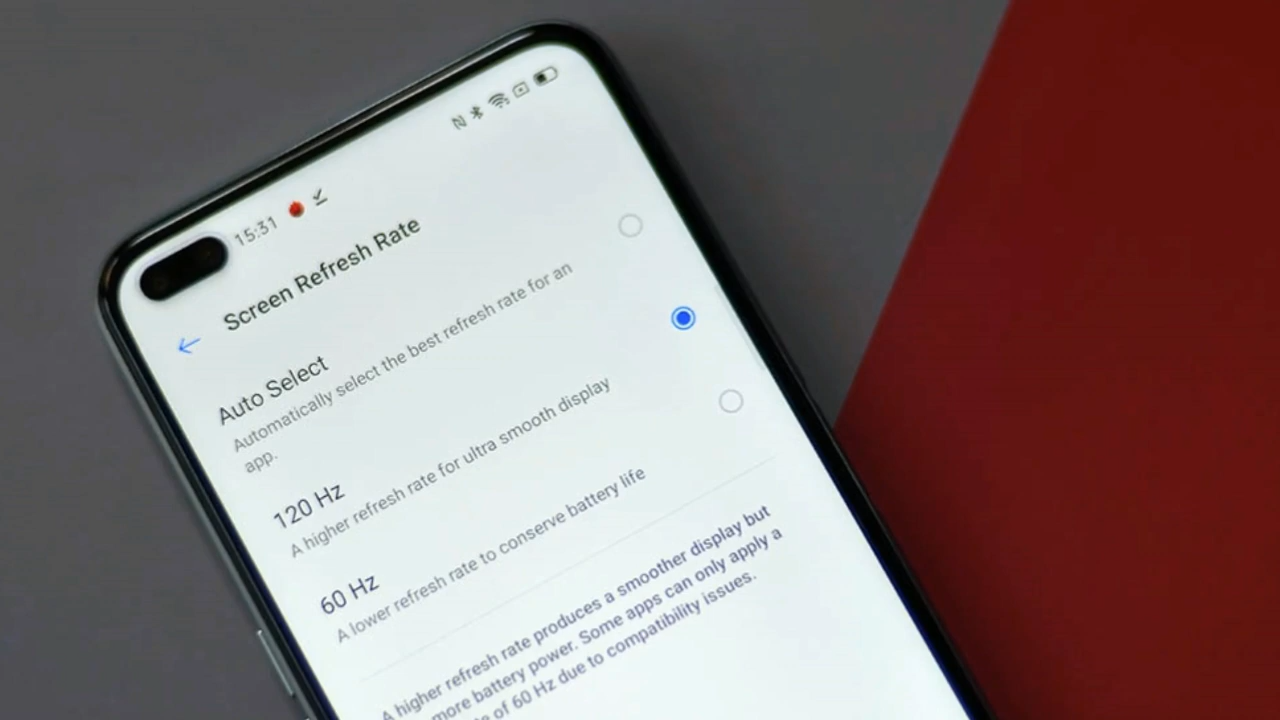 15:31
Screen Refresh Rate
Auto Select
Automatically select the best refresh rate for an
app.
120 Hz
A higher refresh rate for ultra smooth display
60 Hz
A lower refresh rate to conserve battery life
A higher refresh rate produces a smoother display but
more battery power. Some apps can only apply a
of 60 Hz due to compatibility issues.